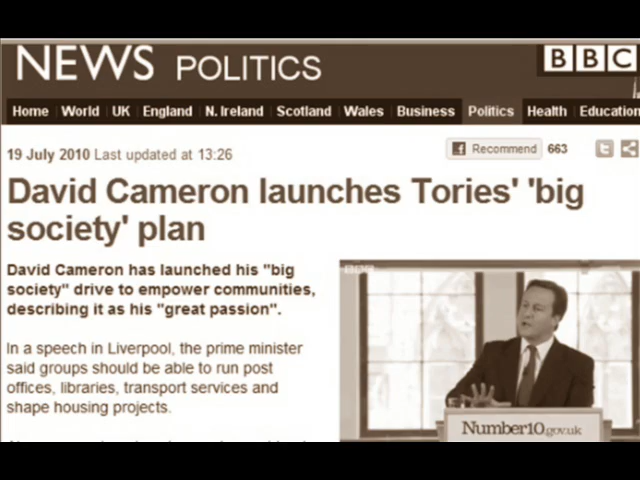 NEWS POLITICS BBC
Home World UK England N. Ireland Scotland Wales Business Politics Health Education
19 July 2010 Last updated at 13:26
Recommend 663
David Cameron launches Tories' 'big
society' plan
David Cameron has launched his "big
society" drive to empower communities,
describing it as his "great passion".
In a speech in Liverpool, the prime minister
said groups should be able to run post
offices, libraries, transport services and
shape housing projects.
BBC
Number10.gov.uk